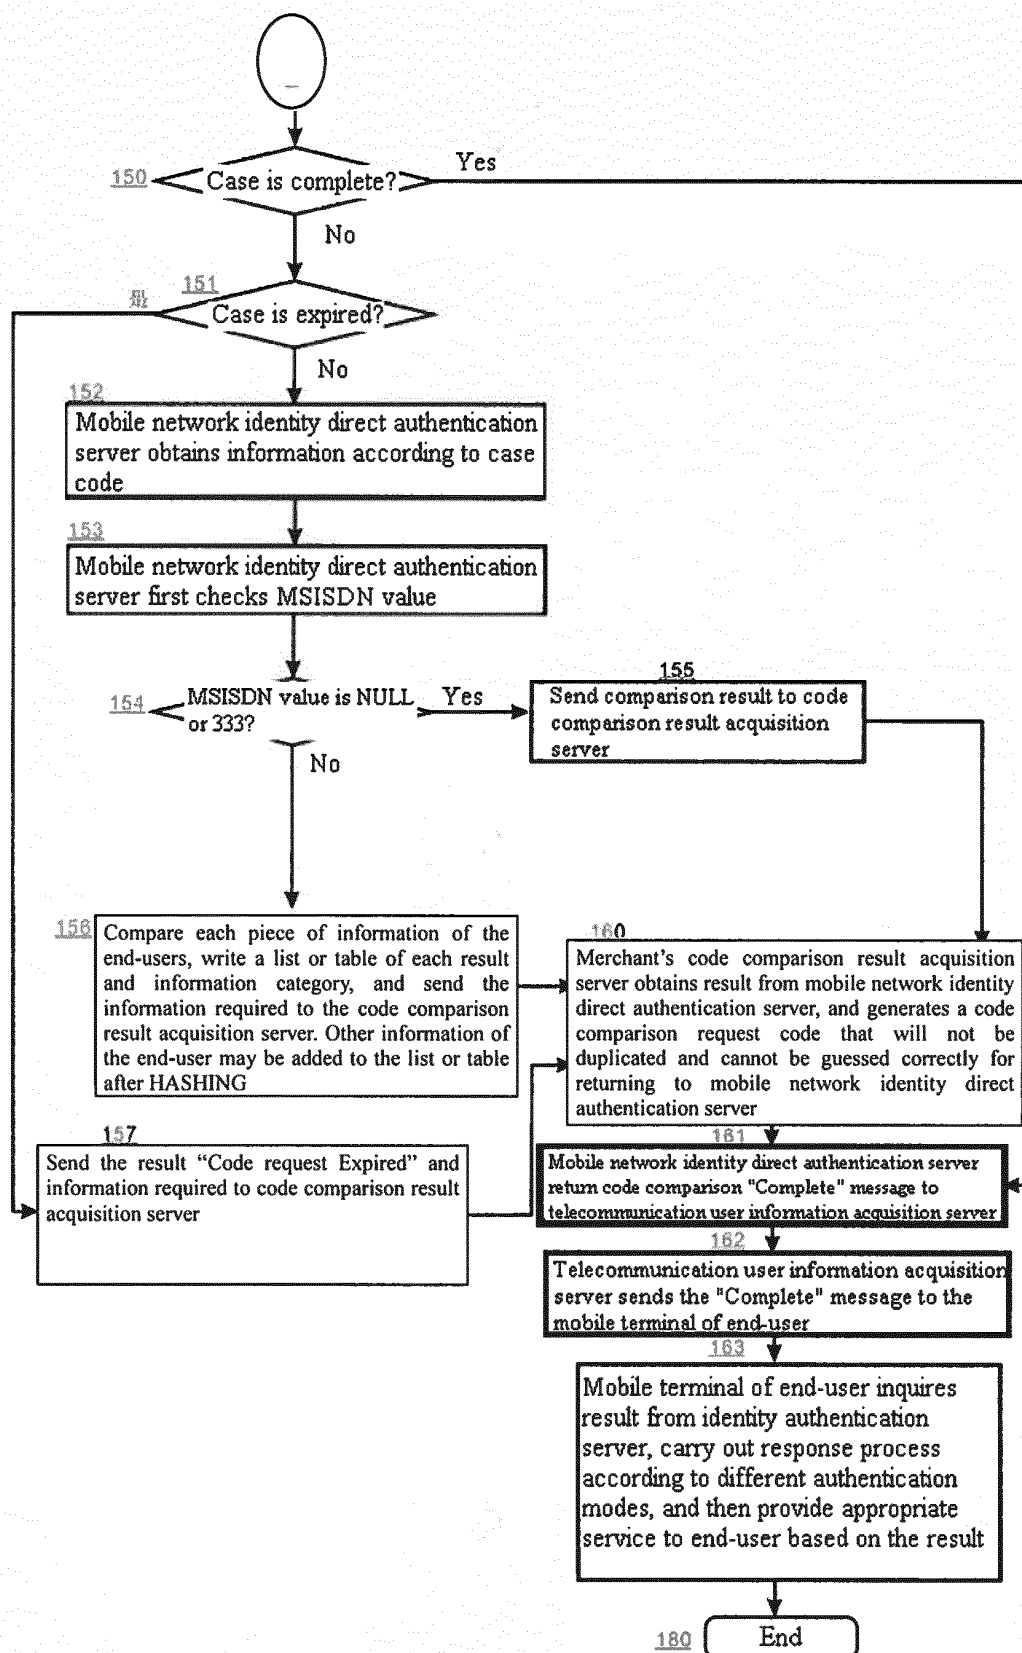 150
Case is complete?
Yes
No
151
Case is expired?
No
152
Mobile network identity direct authentication
server obtains information according to case
code
153
Mobile network identity direct authentication
server first checks MSISDN value
154
MSISDN value is NULL
or 333?
Yes
No
155
Send comparison result to code
comparison result acquisition
server
156
Compare each piece of information of the
end-users, write a list or table of each result
and information category, and send the
information required to the code comparison
result acquisition server. Other information of
the end-user may be added to the list or table
after HASHING
157
Send the result “Code request Expired” and
information required to code comparison result
acquisition server
160
Merchant's code comparison result acquisition
server obtains result from mobile network identity
direct authentication server, and generates a code
comparison request code that will not be
duplicated and cannot be guessed correctly for
returning to mobile network identity direct
authentication server
161
Mobile network identity direct authentication server
return code comparison "Complete" message to
telecommunication user information acquisition server
162
Telecommunication user information acquisition
server sends the "Complete" message to the
mobile terminal of end-user
163
Mobile terminal of end-user inquires
result from identity authentication
server, carry out response process
according to different authentication
modes, and then provide appropriate
service to end-user based on the result
180
End